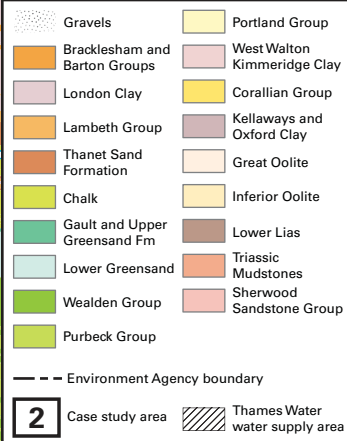 Gravels
Bracklesham and
Barton Groups
London Clay
Lambeth Group
Thanet Sand
Formation
Chalk
Gault and Upper
Greensand Fm
Lower Greensand
Wealden Group
Purbeck Group
Portland Group
West Walton
Kimmeridge Clay
Corallian Group
Kellaways and
Oxford Clay
Great Oolite
Inferior Oolite
Lower Lias
Triassic
Mudstones
Sherwood
Sandstone Group
Environment Agency boundary
2
Case study area
Thames Water
water supply area